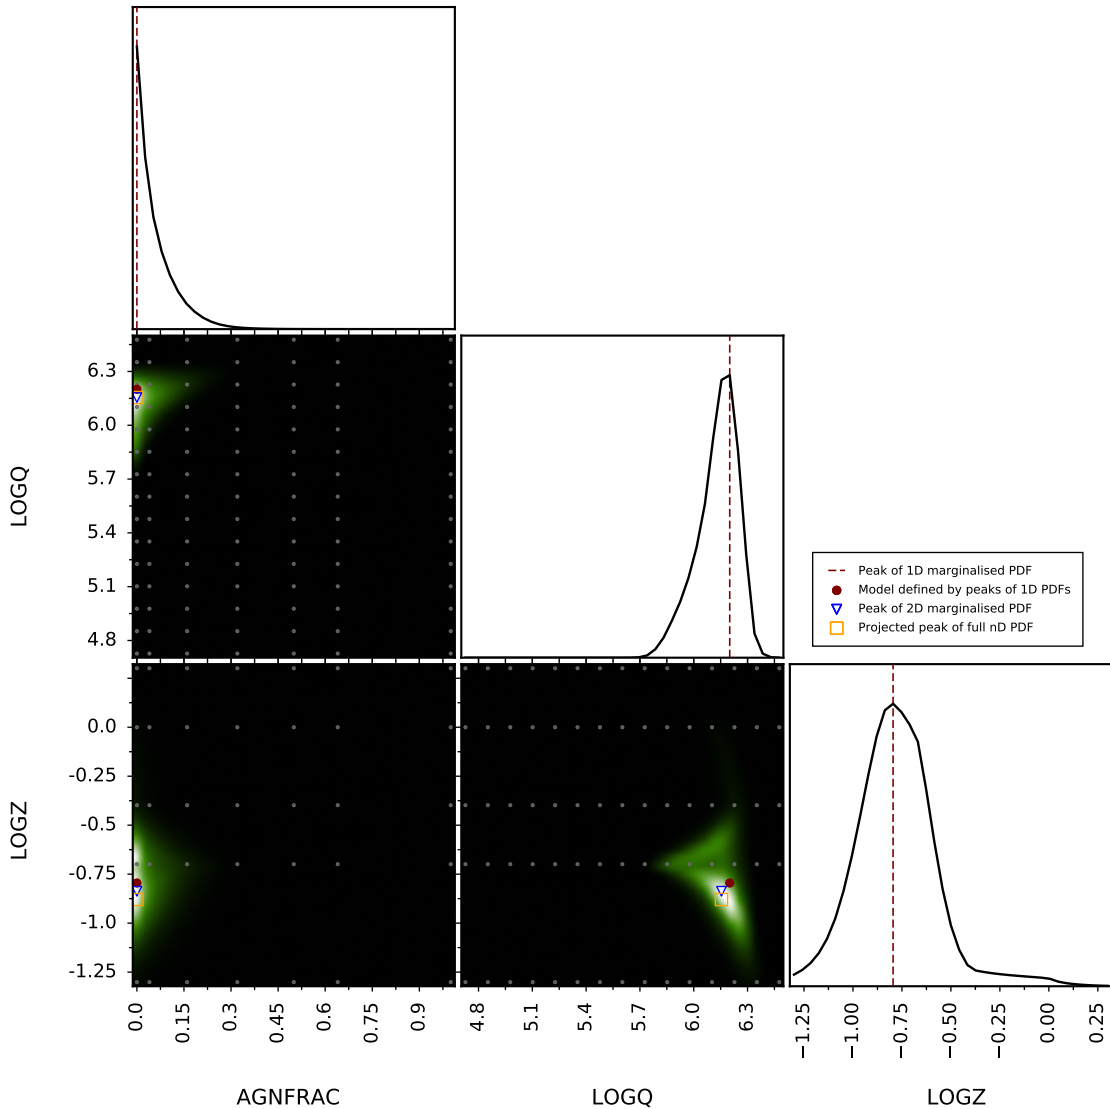 6.3
6.0
5.7
5.4
5.1
4.8
LOGQ
Peak of 1D marginalised PDF
Model defined by peaks of 1D PDFs
Peak of 2D marginalised PDF
Projected peak of full nD PDF
0.0
-0.25
-0.5
-0.75
-1.0
-1.25
LOGZ
0.0 0.15 0.3 0.45 0.6 0.75 0.9
4.8 5.1 5.4 5.7 6.0 6.3
−1.25 −1.00 −0.75 −0.50 −0.25 0.00 0.25
AGNFRAC LOGQ LOGZ